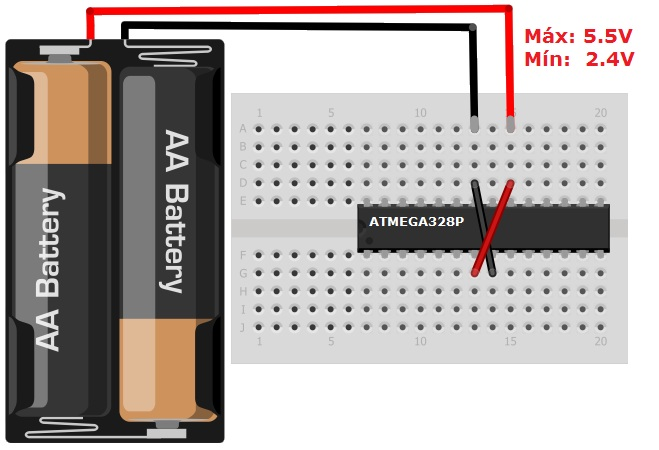 Máx: 5.5V
Mín: 2.4V
AA Battery
AA Battery
1 5 10 15 20
A
B
C
D
E
ATMEGA328P
F
G
H
I
J
1 5 10 15 20